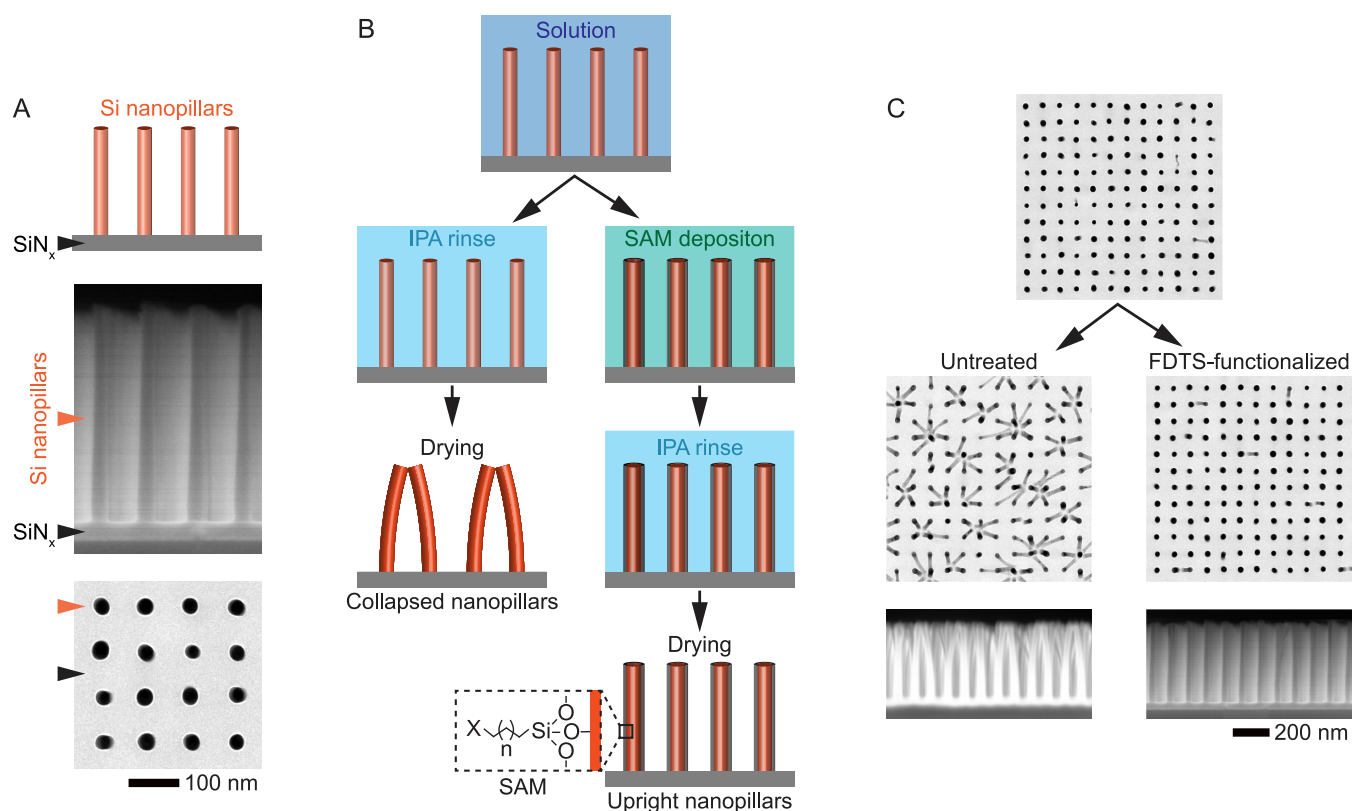 A
Si nanopillars
SiNx
Si nanopillars
SiNx
100 nm
B
Solution
IPA rinse
SAM depositon
Drying
IPA rinse
Collapsed nanopillars
Drying
X
n
Si
O
O
O
SAM
Upright nanopillars
C
Untreated
FDTS-functionalized
200 nm